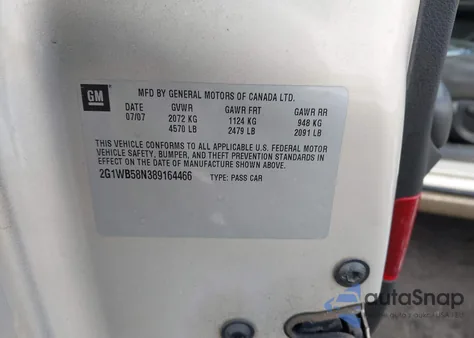 GM
MFD BY GENERAL MOTORS OF CANADA LTD.
DATE GVWR GAWR FRT GAWR RR
07/07 2072 KG 1124 KG 948 KG
4570 LB 2479 LB 2091 LB
THIS VEHICLE CONFORMS TO ALL APPLICABLE U.S. FEDERAL MOTOR
VEHICLE SAFETY, BUMPER, AND THEFT PREVENTION STANDARDS IN
EFFECT ON THE DATE OF MANUFACTURE SHOWN ABOVE.
2G1WB58N389164466 TYPE: PASS CAR
autoSnap